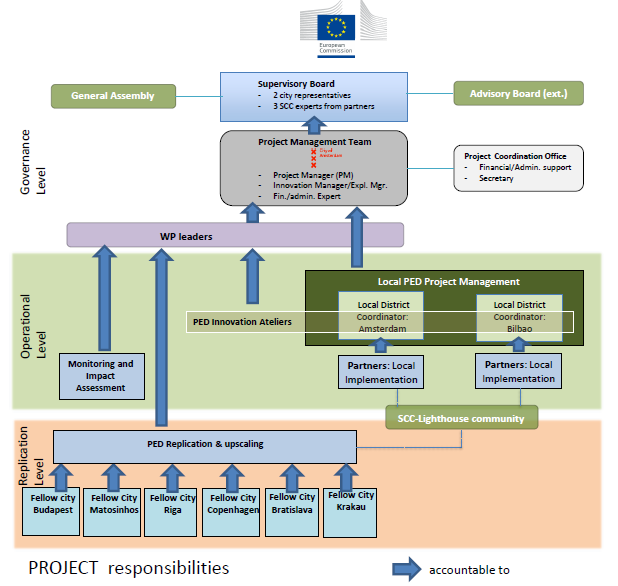 European
Commission
Supervisory Board
- 2 city representatives
- 3 SCC experts from partners
General Assembly
Advisory Board (ext.)
Governance
Level
Project Management Team
City of
Amsterdam
- Project Manager (PM)
- Innovation Manager/Expl. Mgr.
- Fin./admin. Expert
Project Coordination Office
- Financial/Admin. support
- Secretary
WP leaders
Operational
Level
Local PED Project Management
PED Innovation Ateliers
Local District
Coordinator:
Amsterdam
Local District
Coordinator:
Bilbao
Monitoring and
Impact
Assessment
Partners: Local
Implementation
Partners: Local
Implementation
SCC-Lighthouse community
Replication
Level
PED Replication & upscaling
Fellow city
Budapest
Fellow City
Matosinhos
Fellow City
Riga
Fellow City
Copenhagen
Fellow City
Bratislava
Fellow City
Krakau
PROJECT responsibilities
accountable to